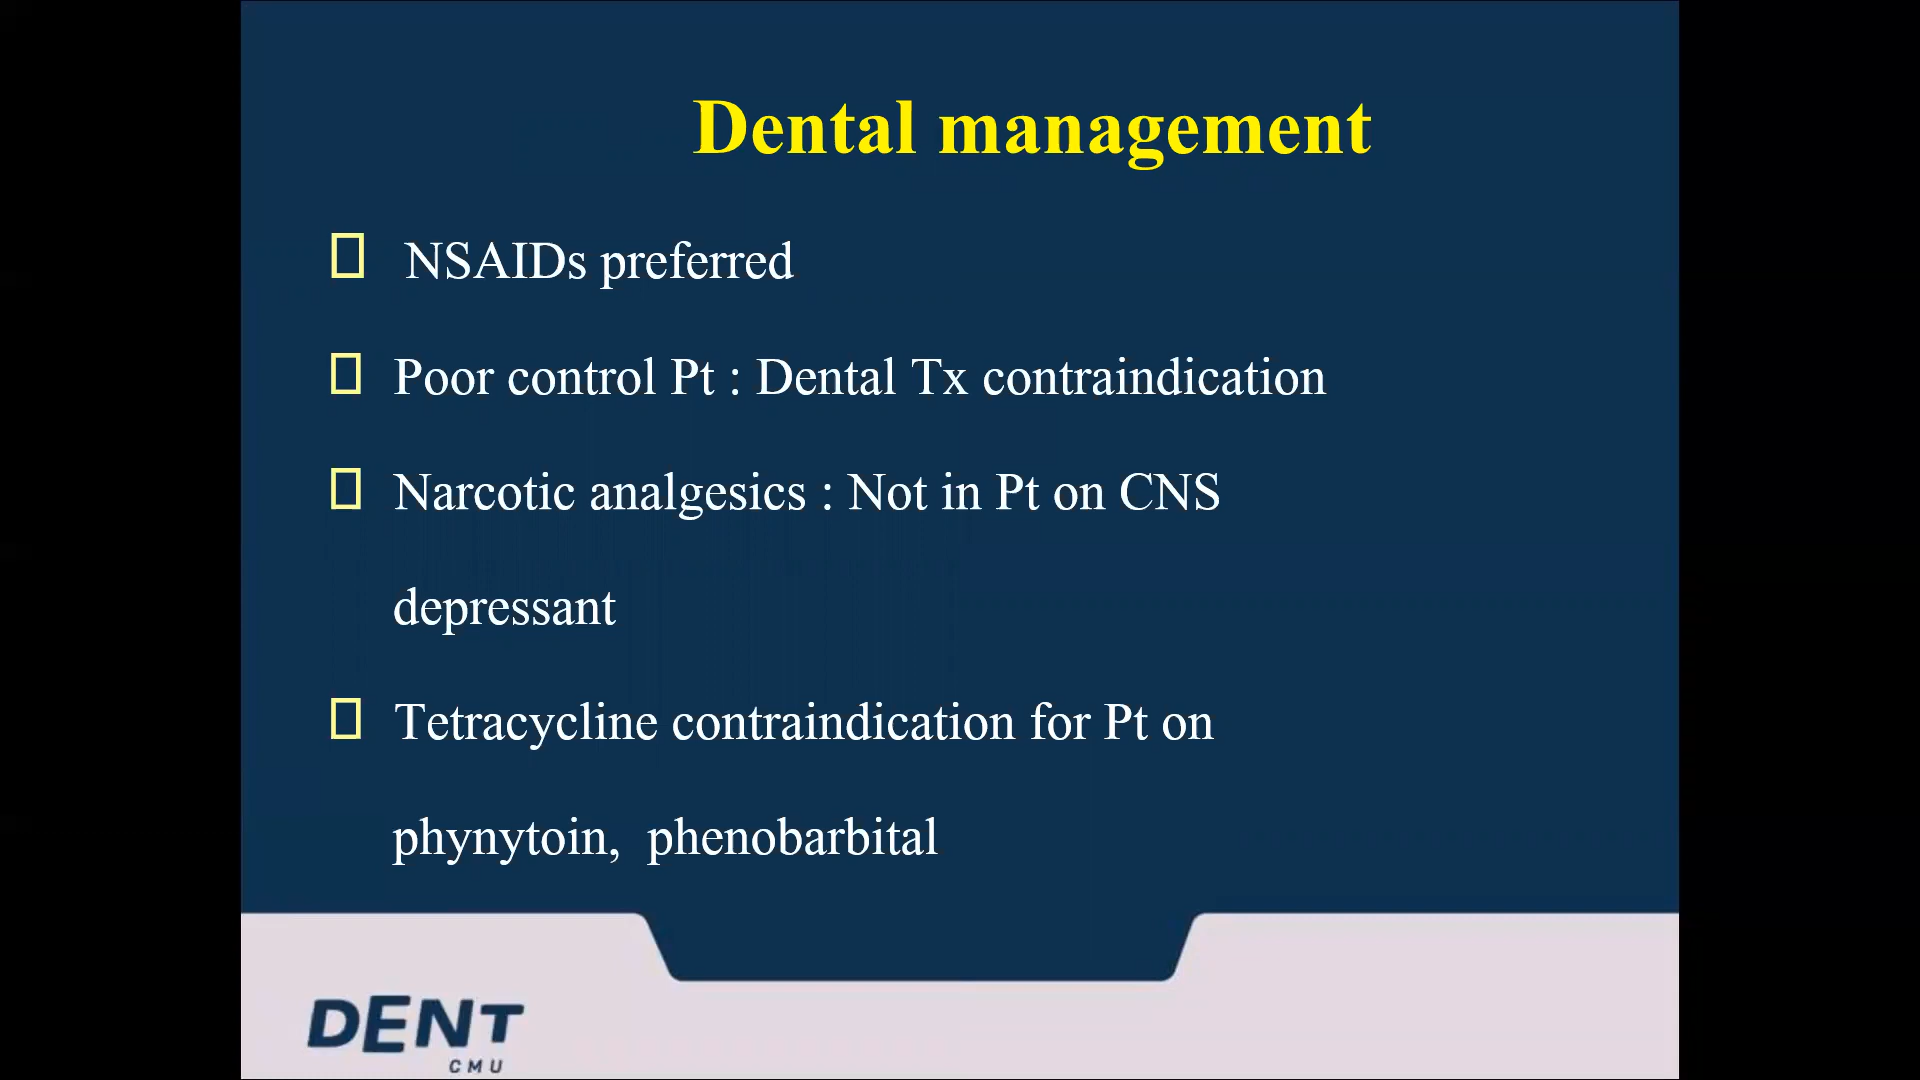 Dental management
NSAIDs preferred
Poor control Pt : Dental Tx contraindication
Narcotic analgesics : Not in Pt on CNS
depressant
Tetracycline contraindication for Pt on
phynytoin, phenobarbital
DENT
CMU